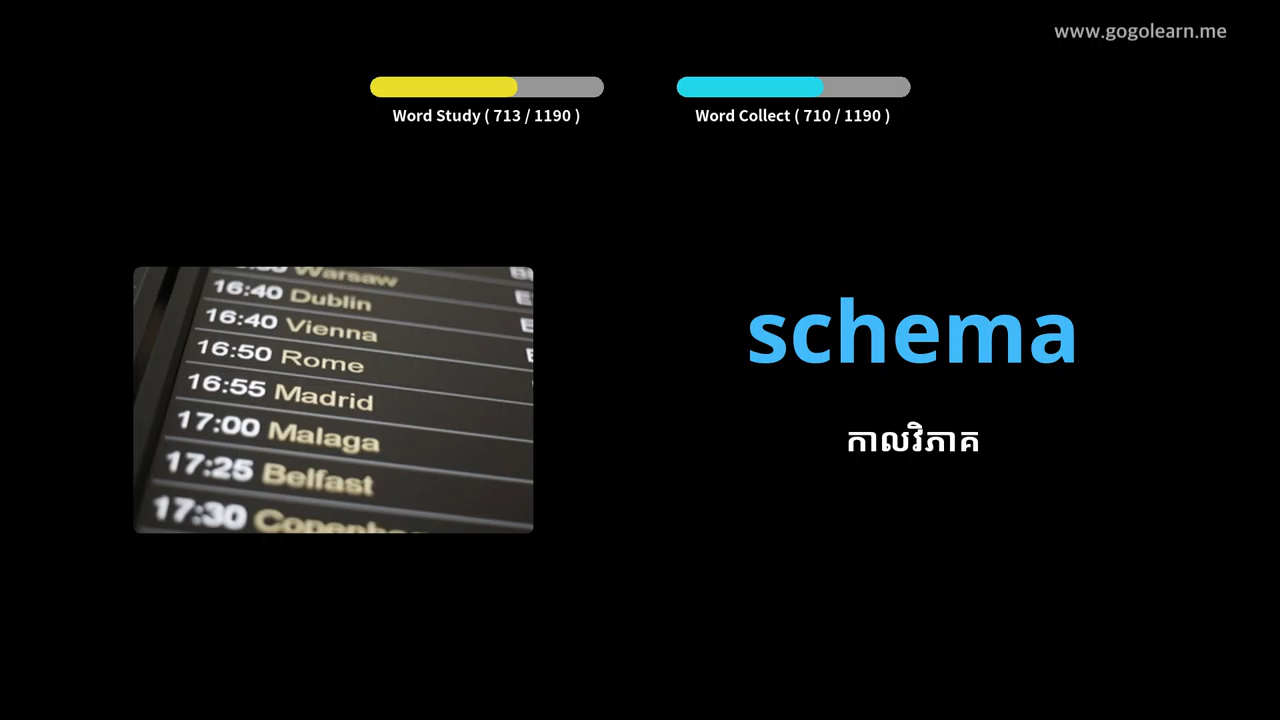 www.gogolearn.me
Word Study ( 713 / 1190 )
Word Collect ( 710 / 1190 )
Warsaw
16:40 Dublin
16:40 Vienna
16:50 Rome
16:55 Madrid
17:00 Malaga
17:25 Belfast
17:30
schema
កាលវិភាគ